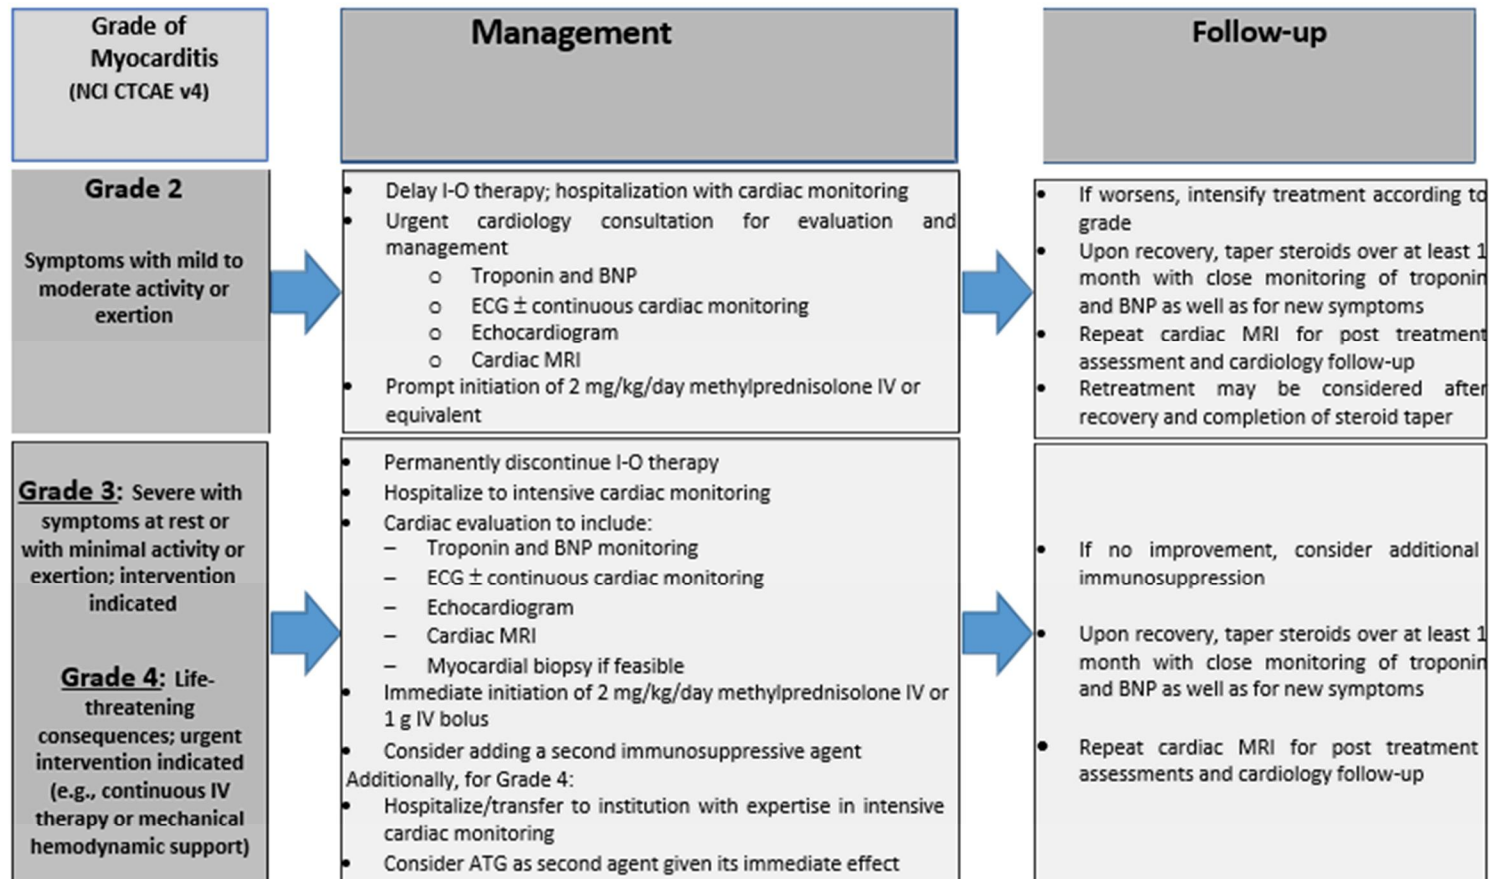 Grade of
Myocarditis
(NCI CTCAE v4)
Management
Follow-up
Grade 2
Symptoms with mild to
moderate activity or
exertion
• Delay I-O therapy; hospitalization with cardiac monitoring
• Urgent cardiology consultation for evaluation and
management
o Troponin and BNP
o ECG ± continuous cardiac monitoring
o Echocardiogram
o Cardiac MRI
• Prompt initiation of 2 mg/kg/day methylprednisolone IV or
equivalent
• If worsens, intensify treatment according to
grade
• Upon recovery, taper steroids over at least 1
month with close monitoring of troponin
and BNP as well as for new symptoms
• Repeat cardiac MRI for post treatment
assessment and cardiology follow-up
• Retreatment may be considered after
recovery and completion of steroid taper
Grade 3: Severe with
symptoms at rest or
with minimal activity or
exertion; intervention
indicated
Grade 4: Life-
threatening
consequences; urgent
intervention indicated
(e.g., continuous IV
therapy or mechanical
hemodynamic support)
• Permanently discontinue I-O therapy
• Hospitalize to intensive cardiac monitoring
• Cardiac evaluation to include:
– Troponin and BNP monitoring
– ECG ± continuous cardiac monitoring
– Echocardiogram
– Cardiac MRI
– Myocardial biopsy if feasible
• Immediate initiation of 2 mg/kg/day methylprednisolone IV or
1 g IV bolus
• Consider adding a second immunosuppressive agent
Additionally, for Grade 4:
• Hospitalize/transfer to institution with expertise in intensive
cardiac monitoring
• Consider ATG as second agent given its immediate effect
• If no improvement, consider additional
immunosuppression
• Upon recovery, taper steroids over at least 1
month with close monitoring of troponin
and BNP as well as for new symptoms
• Repeat cardiac MRI for post treatment
assessments and cardiology follow-up